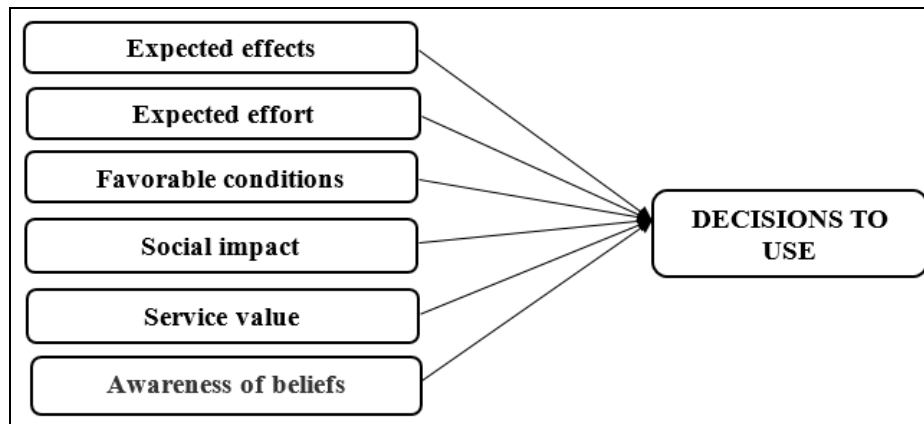 Expected effects
Expected effort
Favorable conditions
Social impact
Service value
Awareness of beliefs
DECISIONS TO
USE